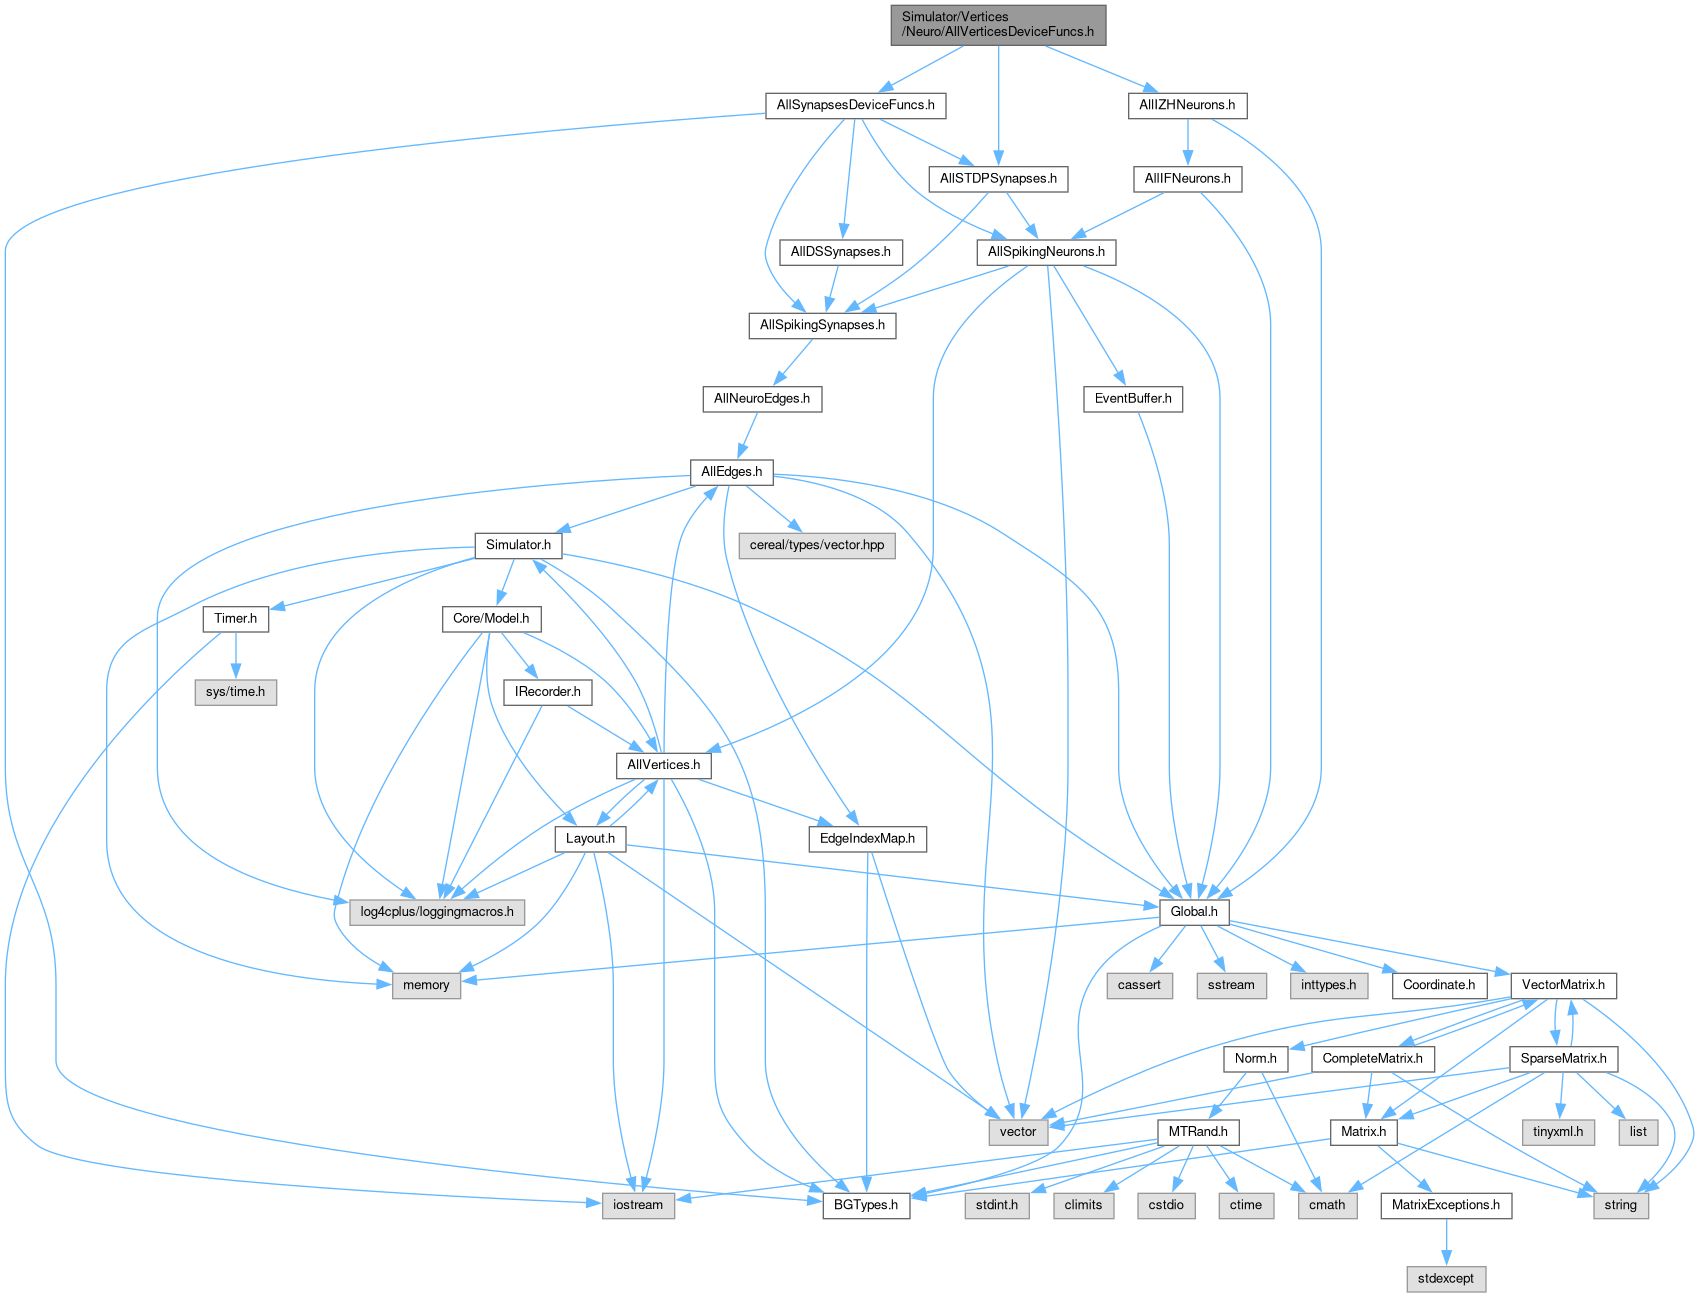 Simulator/Vertices
/Neuro/AllVerticesDeviceFuncs.h
AllSynapsesDeviceFuncs.h
AllIZHNeurons.h
AllSTDPSynapses.h
AllIFNeurons.h
AllDSSynapses.h
AllSpikingNeurons.h
AllSpikingSynapses.h
AllNeuroEdges.h
EventBuffer.h
AllEdges.h
Simulator.h
cereal/types/vector.hpp
Timer.h
Core/Model.h
sys/time.h
IRecorder.h
AllVertices.h
Layout.h
EdgeIndexMap.h
log4cplus/loggingmacros.h
Global.h
memory
cassert
sstream
inttypes.h
Coordinate.h
VectorMatrix.h
Norm.h
CompleteMatrix.h
SparseMatrix.h
vector
MTRand.h
Matrix.h
tinyxml.h
list
iostream
BGTypes.h
stdint.h
climits
cstdio
ctime
cmath
MatrixExceptions.h
string
stdexcept